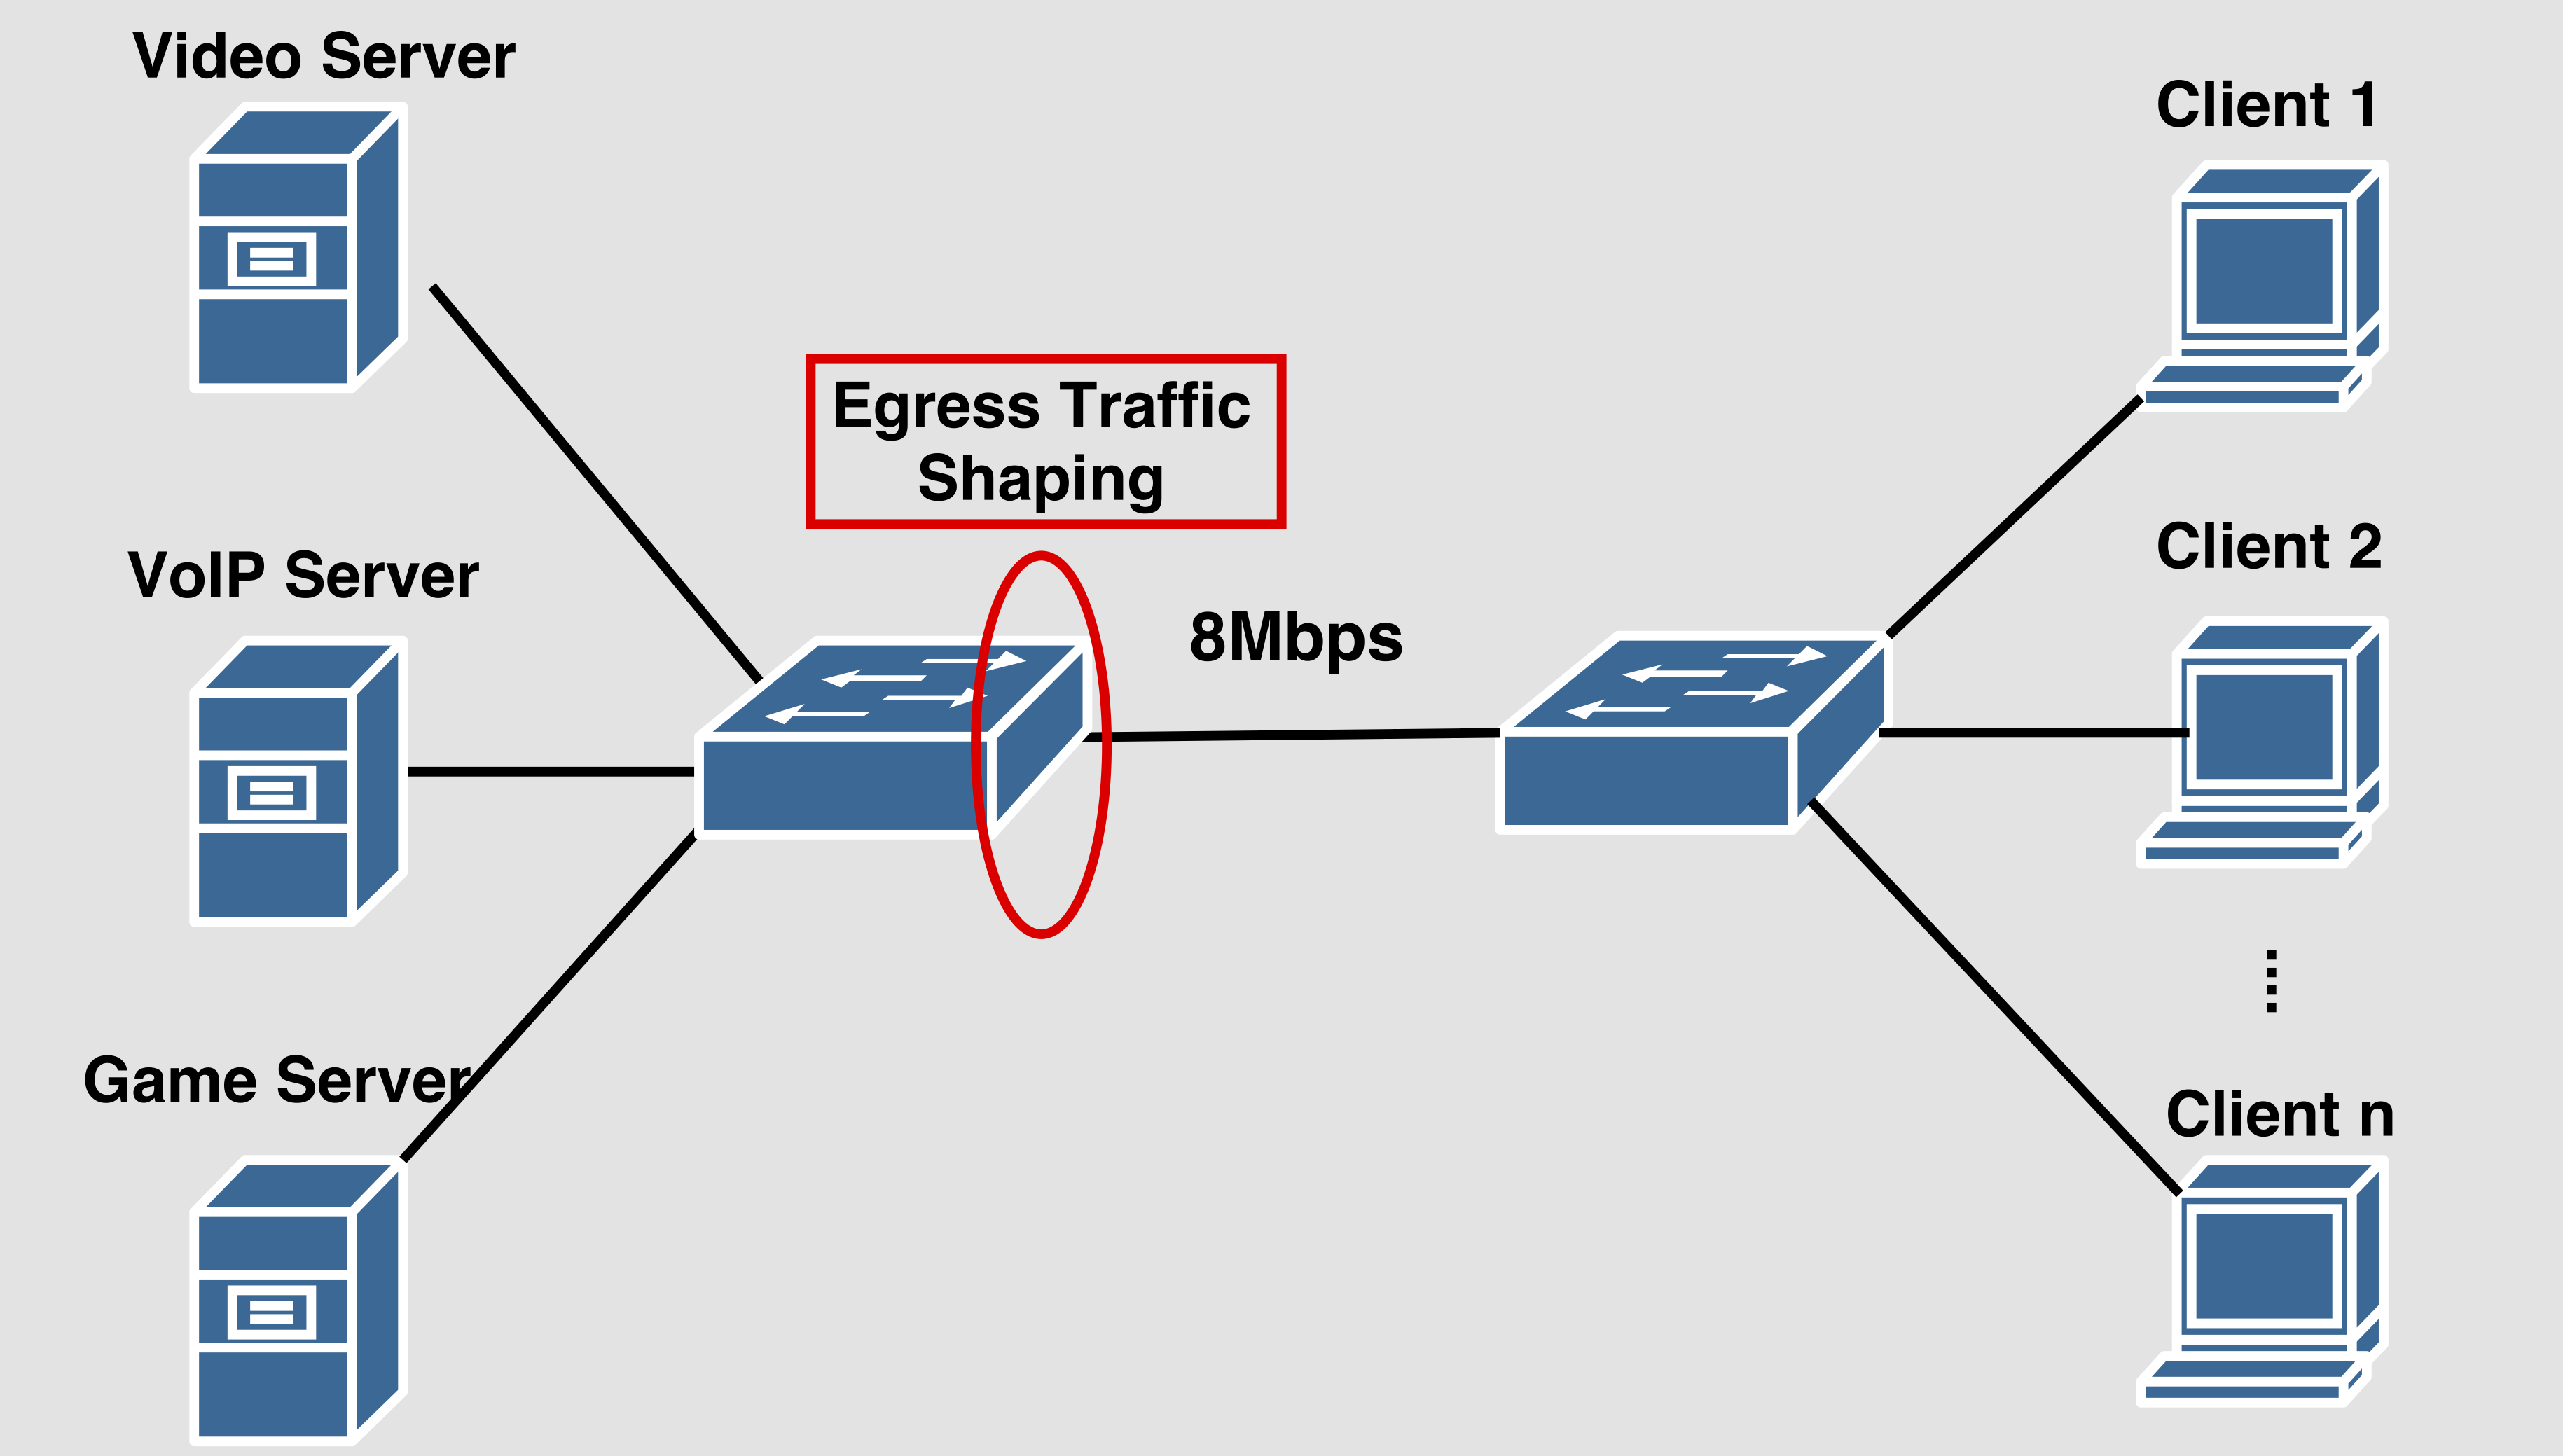 Video Server
Client 1
Egress Traffic
Shaping
VoIP Server
Client 2
8Mbps
Game Server
Client n